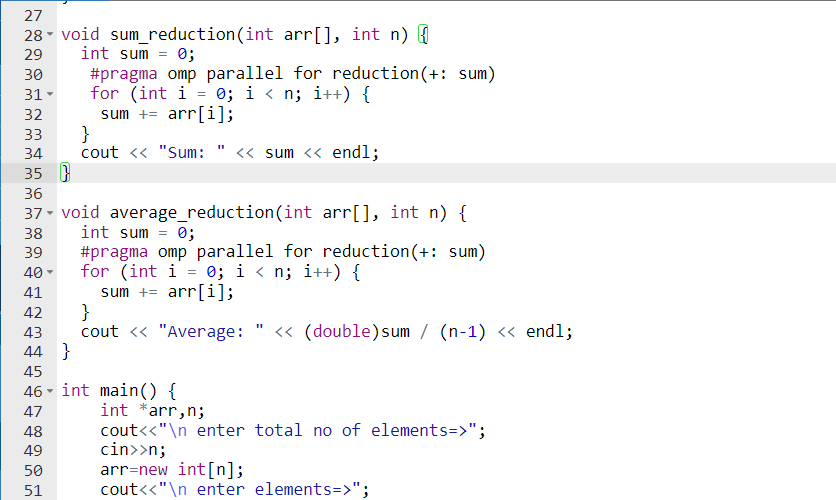 27
28 void sum_reduction(int arr[], int n) {
29 int sum = 0;
30 #pragma omp parallel for reduction(+: sum)
31 for (int i = 0; i < n; i++) {
32 sum += arr[i];
33 }
34 cout << "Sum: " << sum << endl;
35 }
36
37 void average_reduction(int arr[], int n) {
38 int sum = 0;
39 #pragma omp parallel for reduction(+: sum)
40 for (int i = 0; i < n; i++) {
41 sum += arr[i];
42 }
43 cout << "Average: " << (double)sum / (n-1) << endl;
44 }
45
46 int main() {
47 int *arr,n;
48 cout<<"\n enter total no of elements=>";
49 cin>>n;
50 arr=new int[n];
51 cout<<"\n enter elements=>";